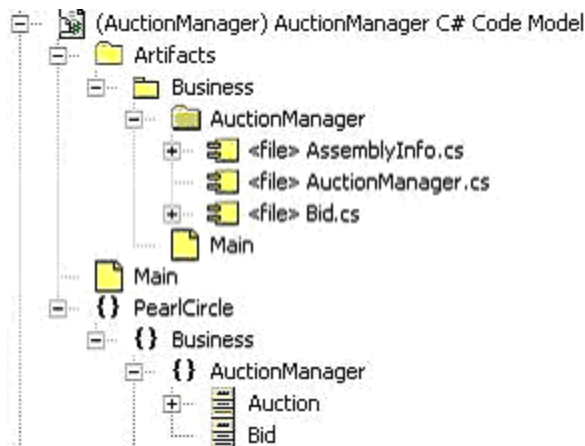 (AuctionManager) AuctionManager C# Code Model
Artifacts
Business
AuctionManager
<file> AssemblyInfo.cs
<file> AuctionManager.cs
<file> Bid.cs
Main
Main
{} PearlCircle
{} Business
{} AuctionManager
Auction
Bid